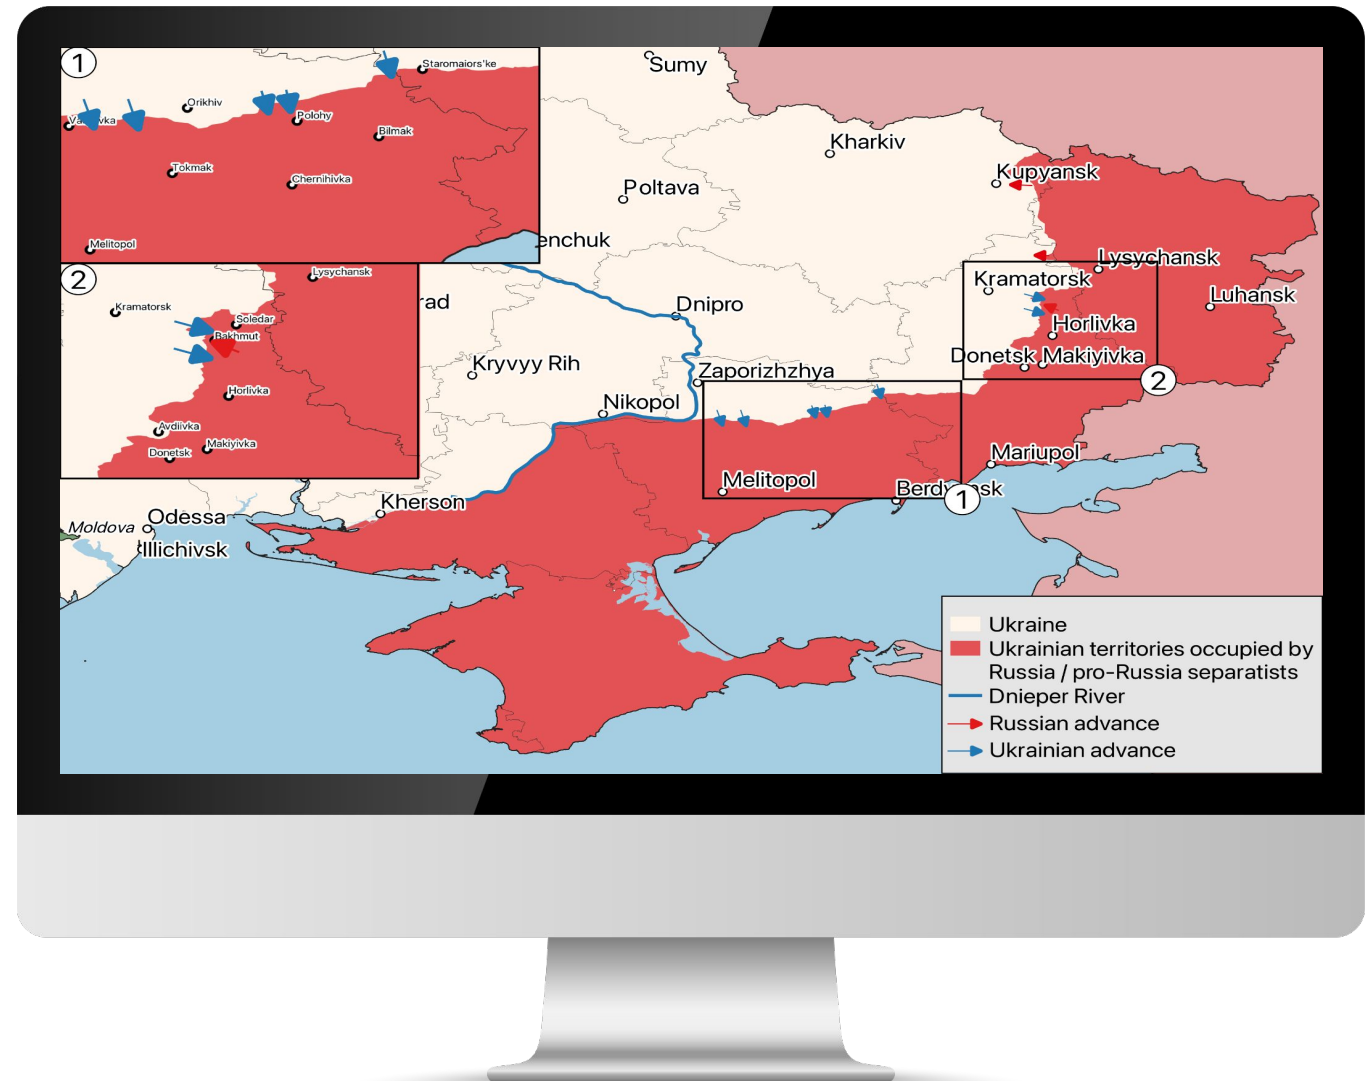 1
Staromaiors'ke
Orikhiv
Polohy
Bilmak
Tokmak
Chernihivka
Melitopol
2
Lysychansk
Kramatorsk
Soledar
Bakhmut
Horlivka
Avdiivka
Makiyivka
Donetsk
Sumy
Kharkiv
Kupyansk
Poltava
enchuk
Lysychansk
Kramatorsk
Luhansk
rad
Dnipro
Horlivka
Donetsk Makiyivka
Kryvyy Rih
Zaporizhzhya
2
Nikopol
Mariupol
Melitopol
1
Kherson
Odessa
Moldova
Illichivsk
Ukraine
Ukrainian territories occupied by
Russia / pro-Russia separatists
Dnieper River
Russian advance
Ukrainian advance